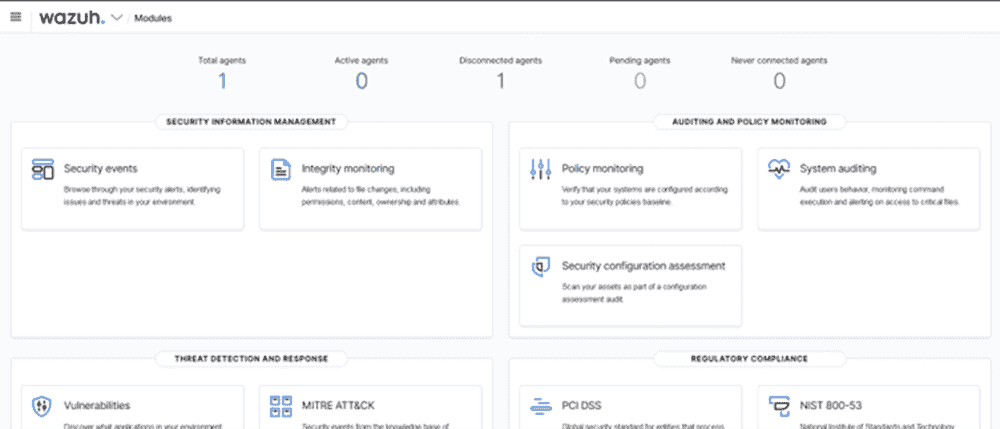 wazuh. / Modules
Total agents
1
Active agents
0
Disconnected agents
1
Pending agents
0
Never connected agents
0
SECURITY INFORMATION MANAGEMENT
Security events
Browse through your security alerts, identifying
issues and threats in your environment.
Integrity monitoring
Alerts related to file changes, including
permissions, content, ownership and attributes.
AUDITING AND POLICY MONITORING
Policy monitoring
Verify that your systems are configured according
to your security policies baseline.
System auditing
Audit users behavior, monitoring command
execution and alerting on access to critical files.
Security configuration assessment
Scan your assets as part of a configuration
assessment audit.
THREAT DETECTION AND RESPONSE
Vulnerabilities
Discover what applications in your environment
MITRE ATT&CK
Security events from the knowledge base of
REGULATORY COMPLIANCE
PCI DSS
Global security standard for entities that process,
NIST 800-53
National Institute of Standards and Technology